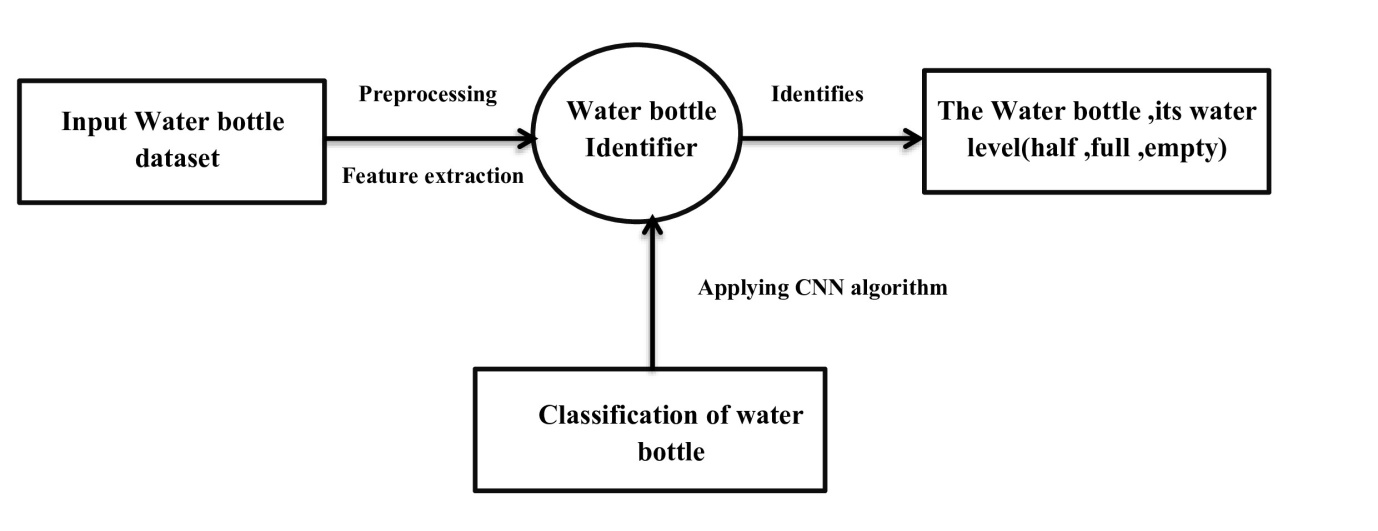 Input Water bottle
dataset
Preprocessing
Feature extraction
Water bottle
Identifier
Identifies
The Water bottle ,its water
level(half ,full ,empty)
Applying CNN algorithm
Classification of water
bottle